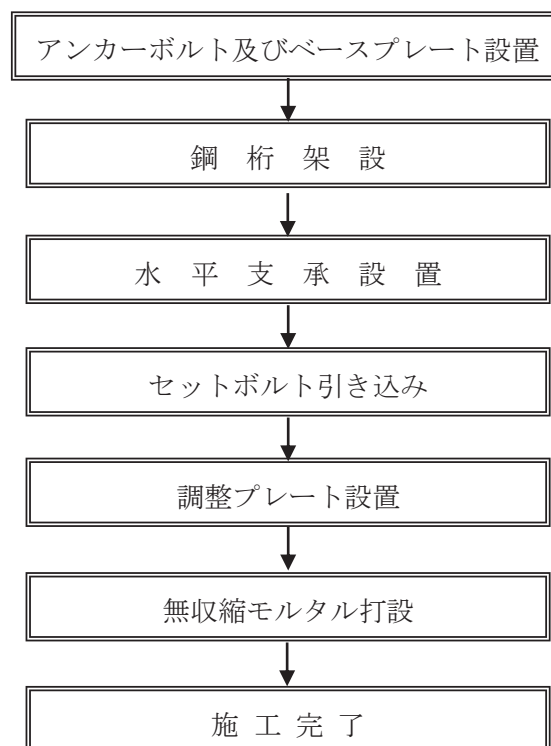 アンカーボルト及びベースプレート設置
鋼　桁　架　設
水　平　支　承　設　置
セットボルト引き込み
調整プレート設置
無収縮モルタル打設
施 工 完 了